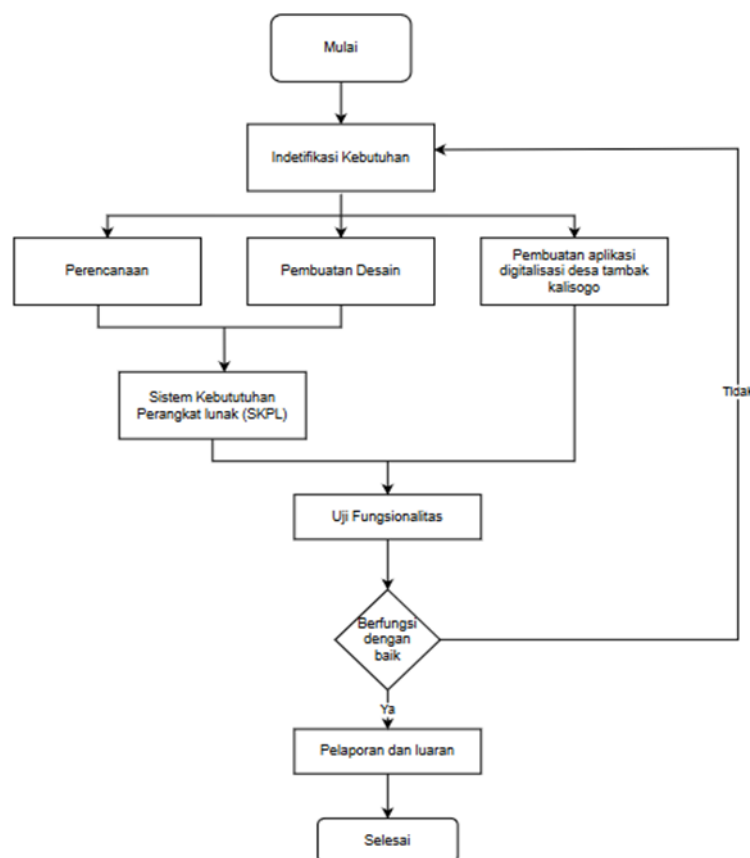 Mulai
Indetifikasi Kebutuhan
Perencanaan
Pembuatan Desain
Pembuatan aplikasi
digitalisasi desa tambak
kalisogo
Sistem Kebututuhan
Perangkat lunak (SKPL)
Tidak
Uji Fungsionalitas
Berfungsi
dengan
baik
Ya
Pelaporan dan luaran
Selesai